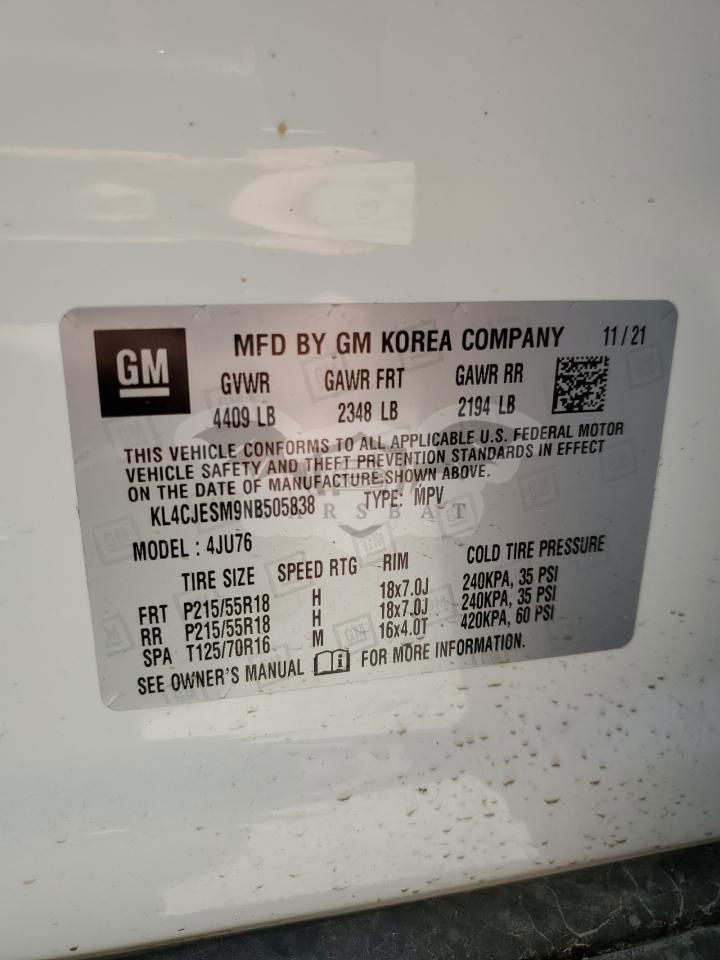 GM
MFD BY GM KOREA COMPANY 11/21
GVWR GAWR FRT GAWR RR
4409 LB 2348 LB 2194 LB
THIS VEHICLE CONFORMS TO ALL APPLICABLE U.S. FEDERAL MOTOR
VEHICLE SAFETY AND THEFT PREVENTION STANDARDS IN EFFECT
ON THE DATE OF MANUFACTURE SHOWN ABOVE.
KL4CJESM9NB505838 TYPE: MPV
CARSBAT
MODEL : 4JU76
TIRE SIZE SPEED RTG RIM COLD TIRE PRESSURE
FRT P215/55R18 H 18x7.0J 240KPA, 35 PSI
RR P215/55R18 H 18x7.0J 240KPA, 35 PSI
SPA T125/70R16 M 16x4.0T 420KPA, 60 PSI
SEE OWNER'S MANUAL FOR MORE INFORMATION.